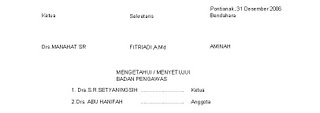 Pontianak, 31 Desember 2006
Ketua Sekretaris Bendahara
Drs MANAHAT SR FITRIADI, A.Md AMINAH
MENGETAHUI / MENYETUJUI
BADAN PENGAWAS
1. Dra. S.R SETYANINGSIH ........................ Ketua
2. Drs. ABU HANIFAH ........................ Anggota